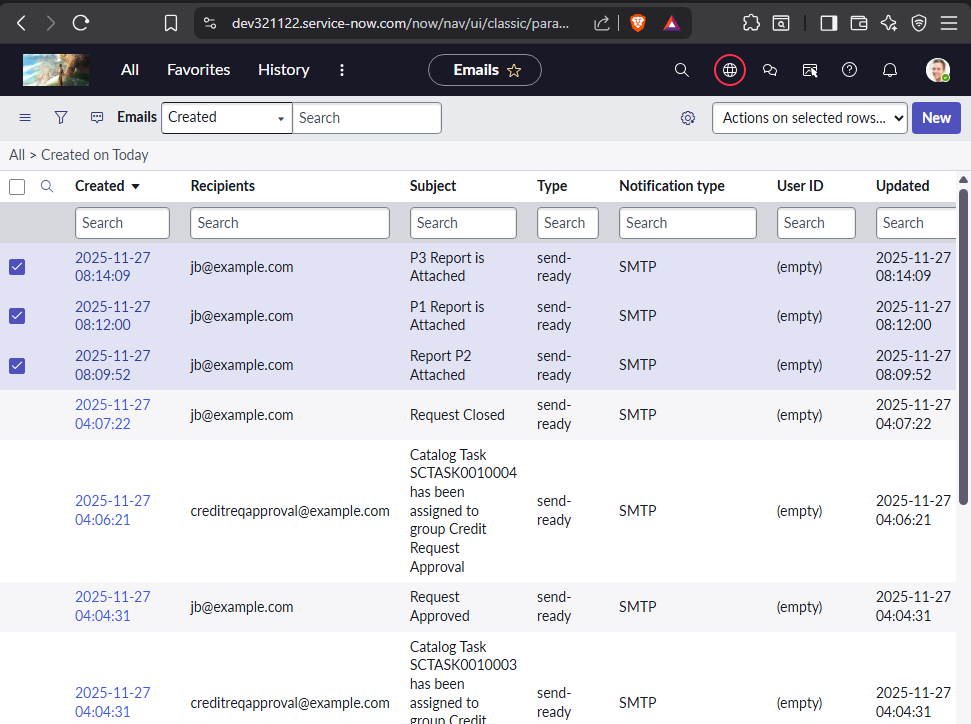 dev321122.service-now.com/now/nav/ui/classic/para...
All Favorites History Emails
Emails Created Search Actions on selected rows... New
All > Created on Today
Created Recipients Subject Type Notification type User ID Updated
Search Search Search Search Search Search Search
2025-11-27 08:14:09 jb@example.com P3 Report is Attached send-ready SMTP (empty) 2025-11-27 08:14:09
2025-11-27 08:12:00 jb@example.com P1 Report is Attached send-ready SMTP (empty) 2025-11-27 08:12:00
2025-11-27 08:09:52 jb@example.com Report P2 Attached send-ready SMTP (empty) 2025-11-27 08:09:52
2025-11-27 04:07:22 jb@example.com Request Closed send-ready SMTP (empty) 2025-11-27 04:07:22
2025-11-27 04:06:21 creditreqapproval@example.com Catalog Task SCTASK0010004 has been assigned to group Credit Request Approval send-ready SMTP (empty) 2025-11-27 04:06:21
2025-11-27 04:04:31 jb@example.com Request Approved send-ready SMTP (empty) 2025-11-27 04:04:31
2025-11-27 04:04:31 creditreqapproval@example.com Catalog Task SCTASK0010003 has been assigned to group Credit send-ready SMTP (empty) 2025-11-27 04:04:31